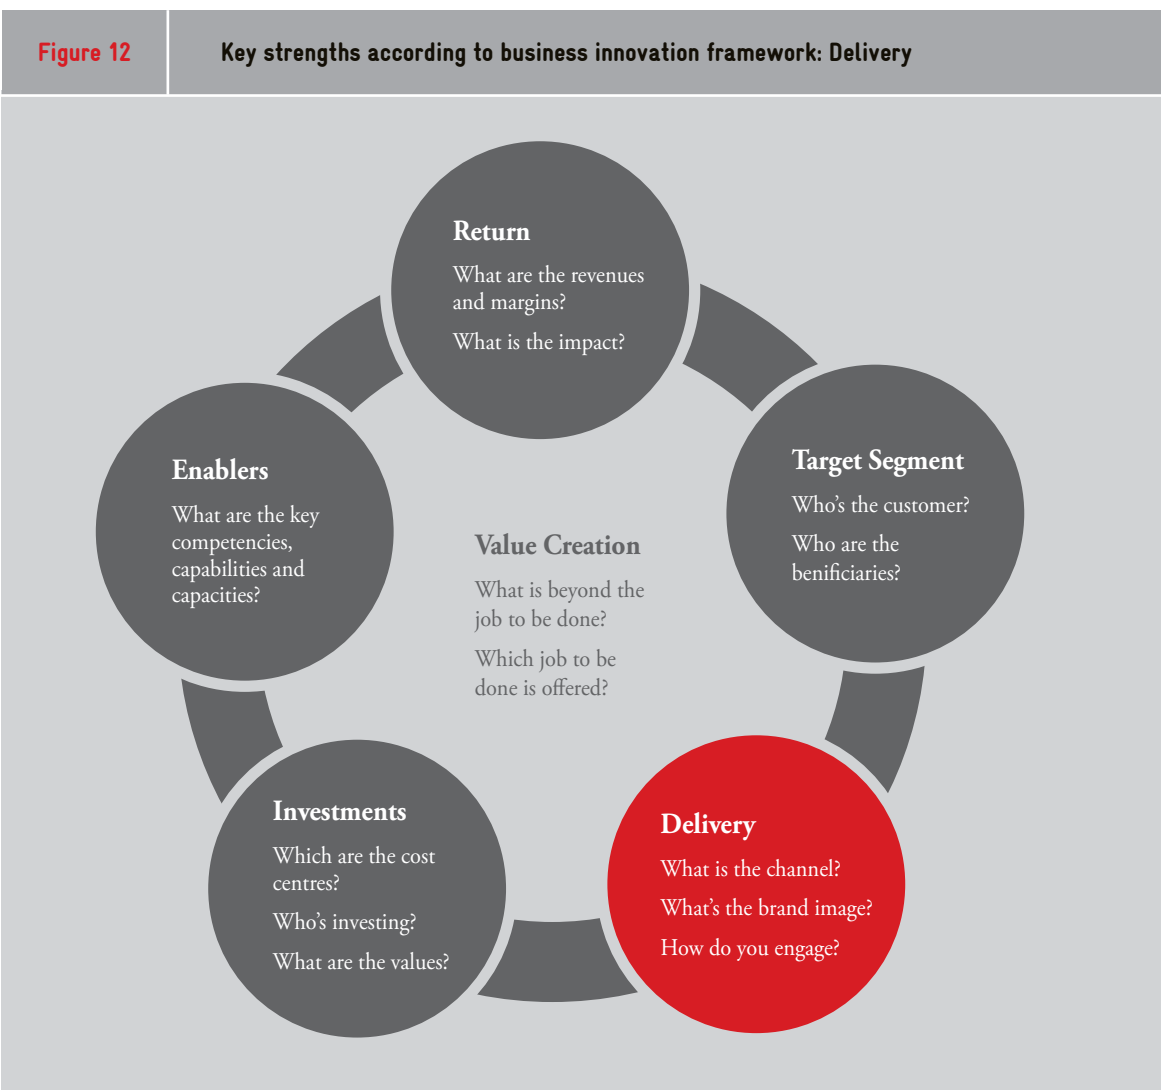 Figure 12
Key strengths according to business innovation framework: Delivery
Return
What are the revenues
and margins?
What is the impact?
Target Segment
Who's the customer?
Who are the
benificiaries?
Delivery
What is the channel?
What's the brand image?
How do you engage?
Investments
Which are the cost
centres?
Who's investing?
What are the values?
Enablers
What are the key
competencies,
capabilities and
capacities?
Value Creation
What is beyond the
job to be done?
Which job to be
done is offered?